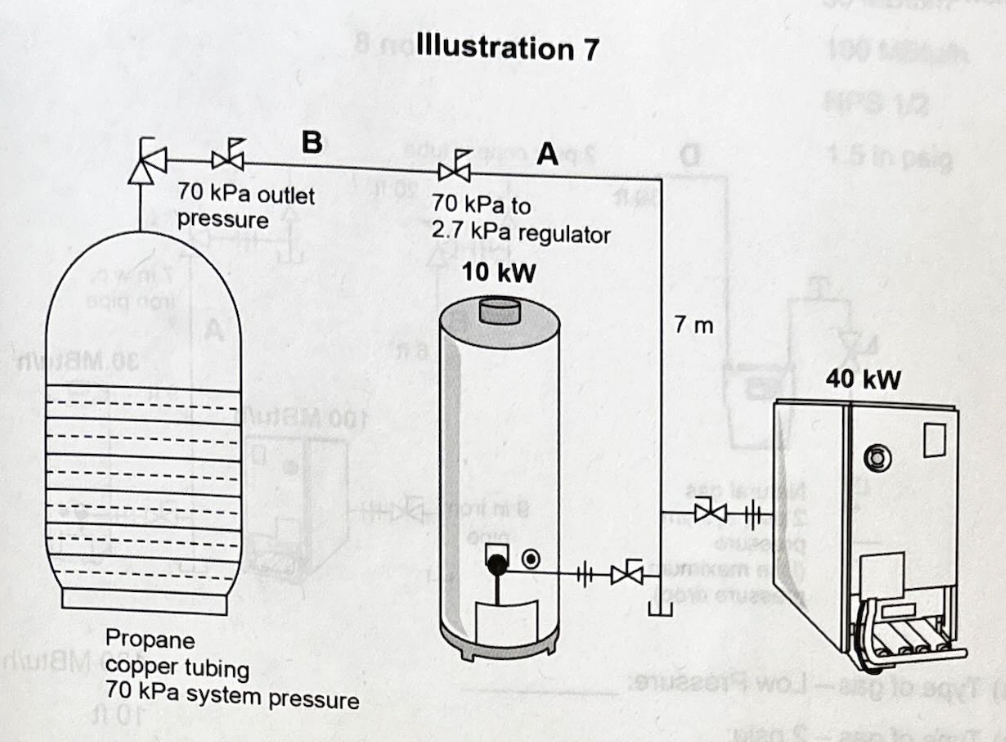 Illustration 7
B
A
70 kPa outlet
pressure
70 kPa to
2.7 kPa regulator
10 kW
7 m
40 kW
Propane
copper tubing
70 kPa system pressure